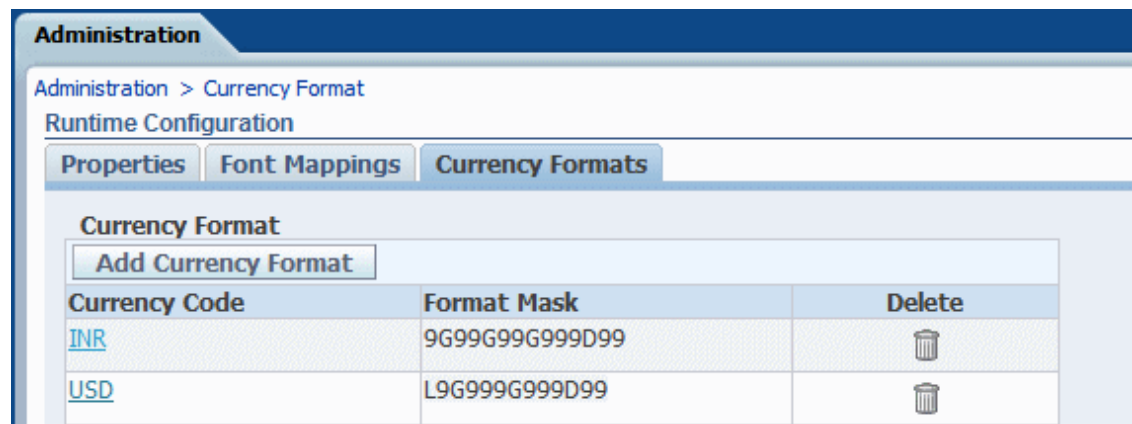 Administration
Administration > Currency Format
Runtime Configuration
Properties Font Mappings Currency Formats
Currency Format
Add Currency Format
Currency Code Format Mask Delete
INR 9G99G99G999D99
USD L9G999G999D99